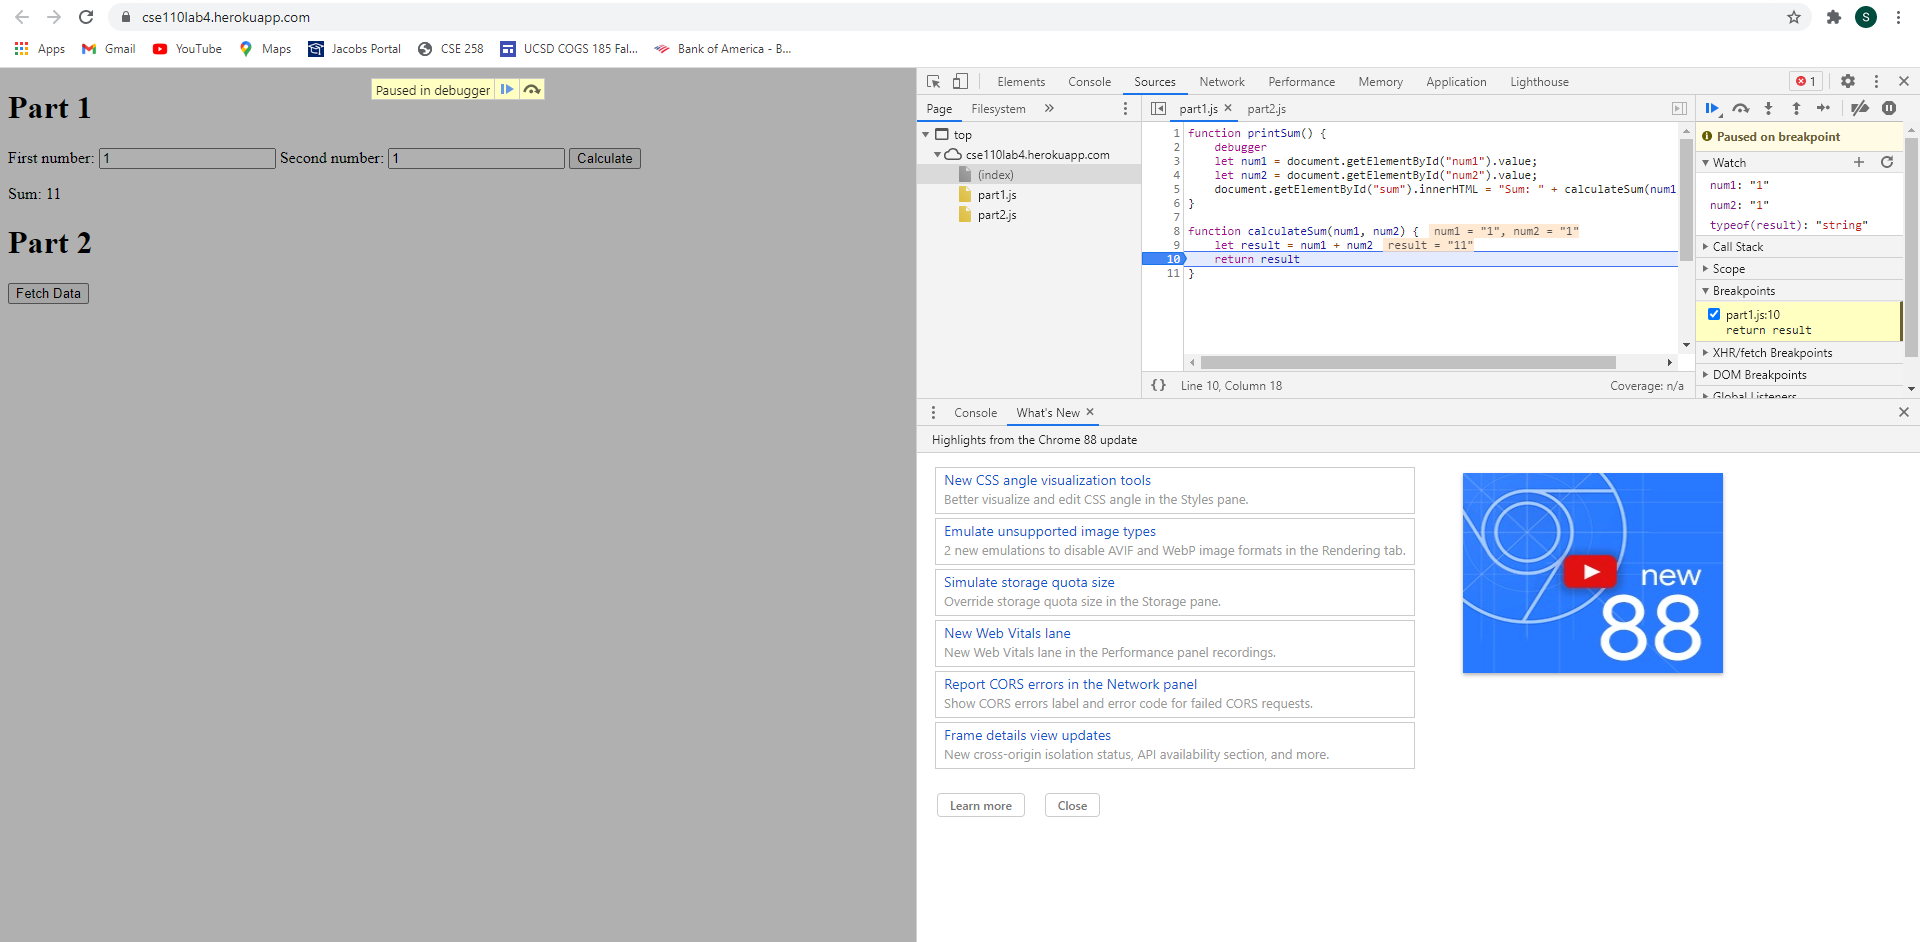 cse110lab4.herokuapp.com
S
Apps Gmail YouTube Maps Jacobs Portal CSE 258 UCSD COGS 185 Fal... Bank of America - B...
Paused in debugger
Part 1
First number: 1 Second number: 1 Calculate
Sum: 11
Part 2
Fetch Data
Elements Console Sources Network Performance Memory Application Lighthouse 1
Page Filesystem »
top
cse110lab4.herokuapp.com
(index)
part1.js
part2.js
part1.js × part2.js
1 function printSum() {
2 debugger
3 let num1 = document.getElementById("num1").value;
4 let num2 = document.getElementById("num2").value;
5 document.getElementById("sum").innerHTML = "Sum: " + calculateSum(num1
6 }
7
8 function calculateSum(num1, num2) { num1 = "1", num2 = "1"
9 let result = num1 + num2 result = "11"
10 return result
11 }
{} Line 10, Column 18 Coverage: n/a
Paused on breakpoint
Watch
num1: "1"
num2: "1"
typeof(result): "string"
Call Stack
Scope
Breakpoints
part1.js:10
return result
XHR/fetch Breakpoints
DOM Breakpoints
Global Listeners
Console What's New ×
Highlights from the Chrome 88 update
New CSS angle visualization tools
Better visualize and edit CSS angle in the Styles pane.
Emulate unsupported image types
2 new emulations to disable AVIF and WebP image formats in the Rendering tab.
Simulate storage quota size
Override storage quota size in the Storage pane.
New Web Vitals lane
New Web Vitals lane in the Performance panel recordings.
Report CORS errors in the Network panel
Show CORS errors label and error code for failed CORS requests.
Frame details view updates
New cross-origin isolation status, API availability section, and more.
Learn more Close
new
88